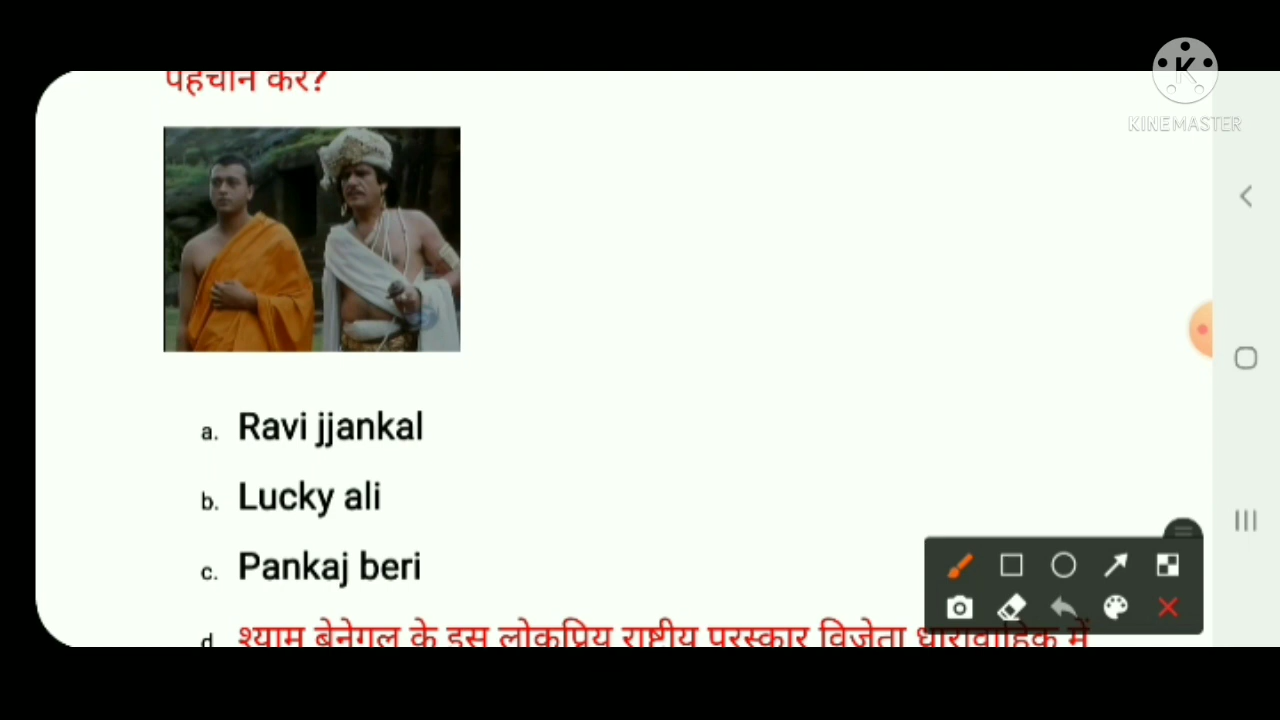 पहचान करें?
KINEMASTER
a. Ravi jjankal
b. Lucky ali
c. Pankaj beri
d. श्याम बेनेगल के इस लोकप्रिय राष्ट्रीय पुरस्कार विजेता धारावाहिक में